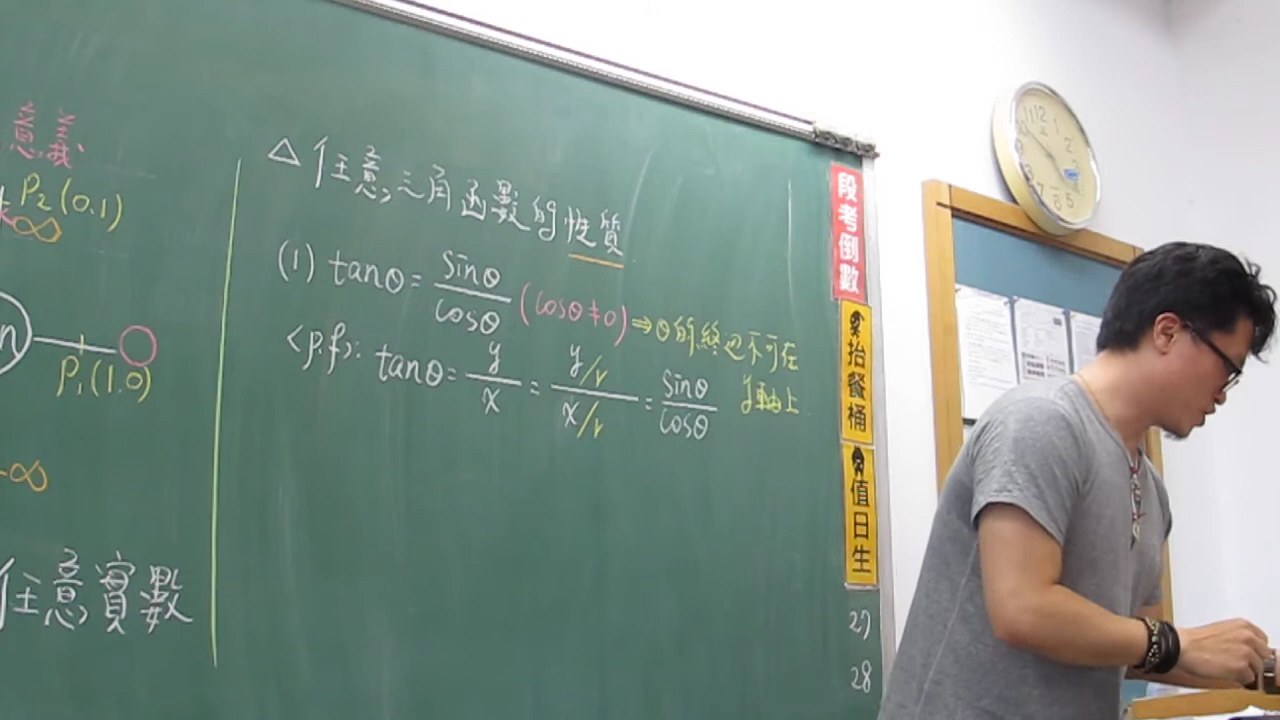 意義
P₂(0.1)
∞
n
P₁(1.0)
-∞
任意實數
△任意三角函數的性質
(1) tanθ = sinθ/cosθ (cosθ≠0) ⇒ θ的終边不可在
y軸上
<p.f>: tanθ = y/x = y/r / x/r = sinθ/cosθ
段考倒數
抬餐桶
值日生
27
28